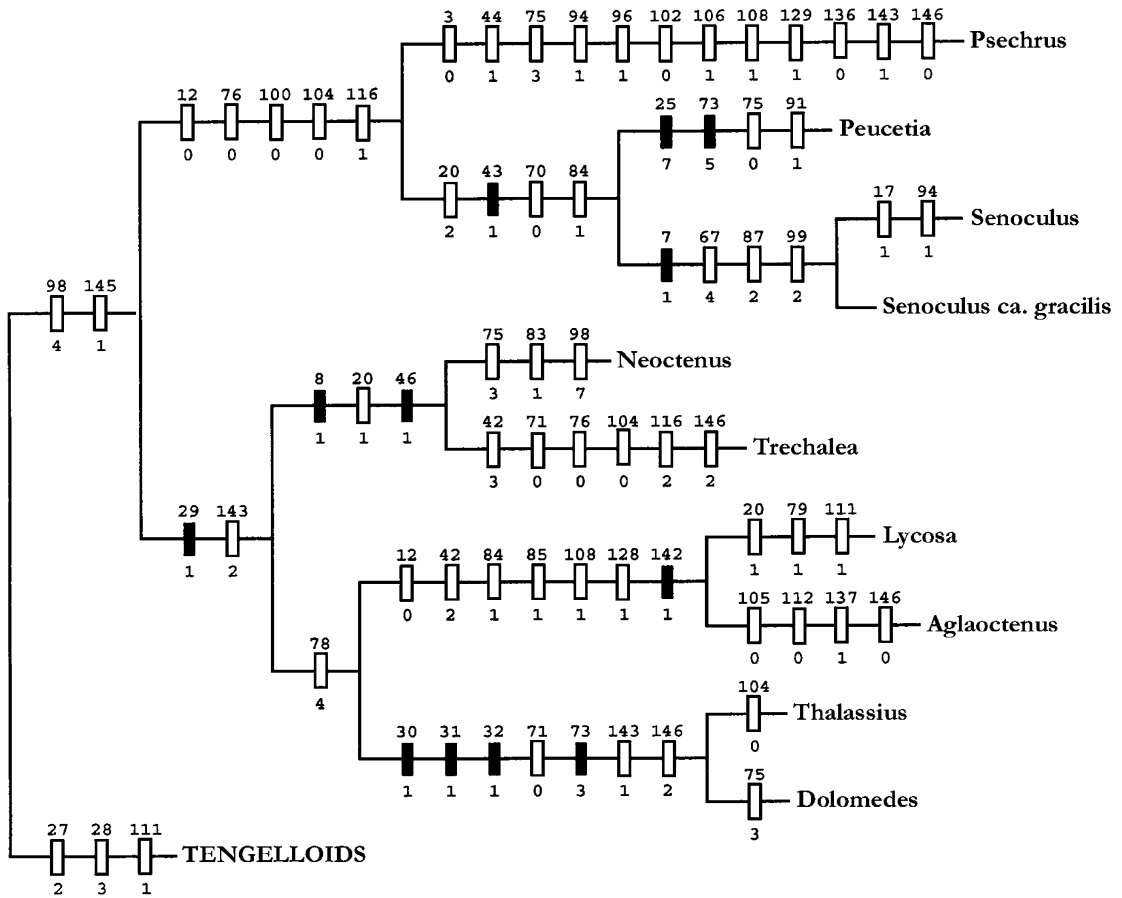 3 44 75 94 96 102 106 108 129 136 143 146
Psechrus
0 1 3 1 1 0 1 1 1 0 1 0
12 76 100 104 116
0 0 0 0 1
25 73 75 91
Peucetia
7 5 0 1
20 43 70 84
2 1 0 1
17 94
Senoculus
1 1
7 67 87 99
1 4 2 2
Senoculus ca. gracilis
98 145
4 1
75 83 98
Neoctenus
3 1 7
8 20 46
1 1 1
42 71 76 104 116 146
Trechalea
3 0 0 0 2 2
29 143
1 2
20 79 111
Lycosa
1 1 1
12 42 84 85 108 128 142
0 2 1 1 1 1 1
105 112 137 146
Aglaoctenus
0 0 1 0
78
4
104
Thalassius
0
30 31 32 71 73 143 146
1 1 1 0 3 1 2
75
Dolomedes
3
27 28 111
TENGELLOIDS
2 3 1